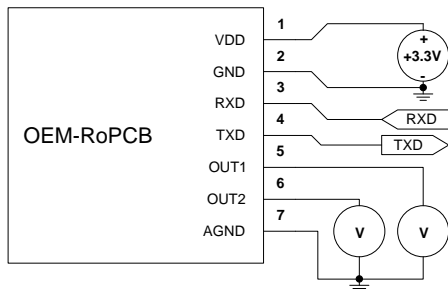 1
VDD
+
+3.3V
-
2
GND
3
RXD
RXD
4
TXD
TXD
OEM-RoPCB
5
OUT1
6
OUT2
7
AGND
V
V